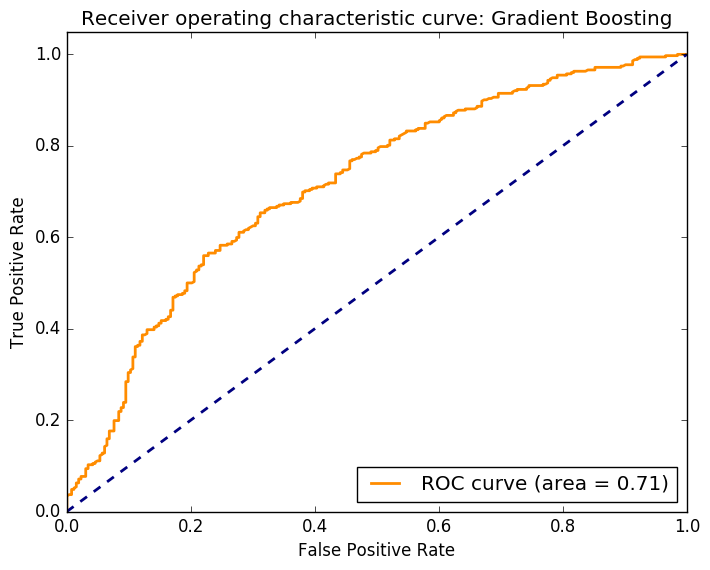 Receiver operating characteristic curve: Gradient Boosting
1.0
0.8
0.6
0.4
0.2
0.0
True Positive Rate
ROC curve (area = 0.71)
0.0 0.2 0.4 0.6 0.8 1.0
False Positive Rate